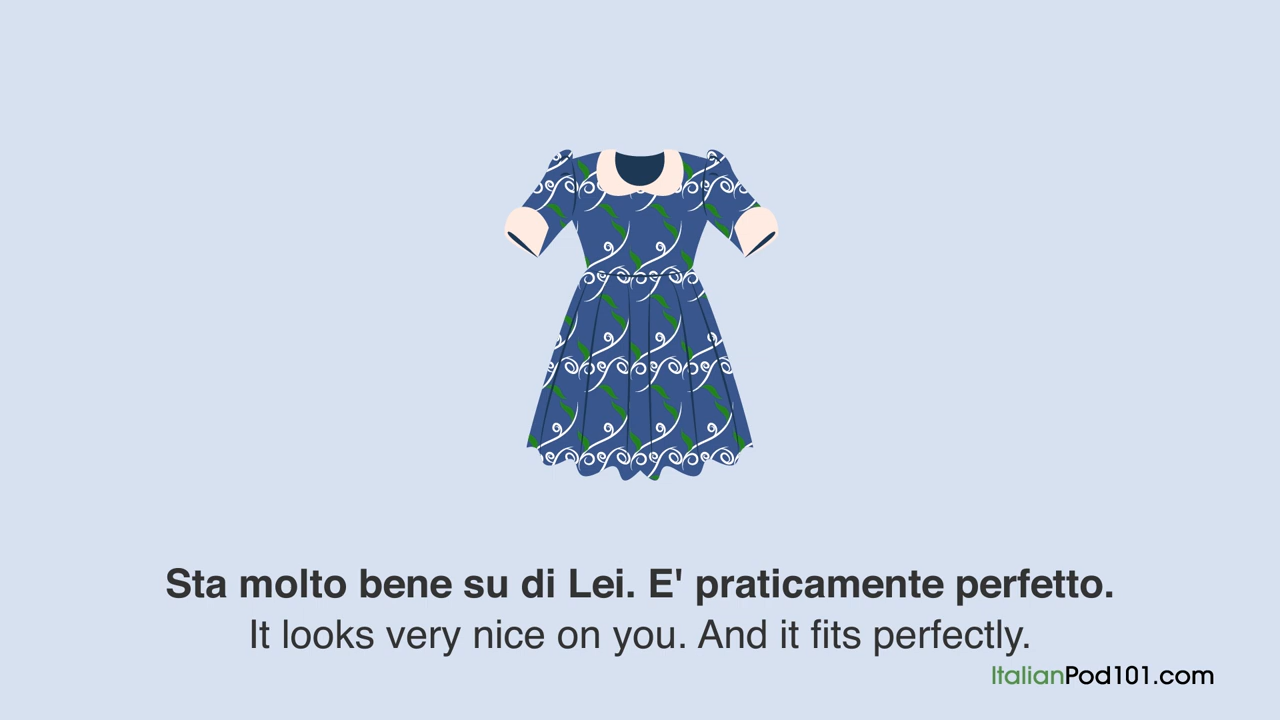 Sta molto bene su di Lei. E' praticamente perfetto.
It looks very nice on you. And it fits perfectly.
ItalianPod101.com